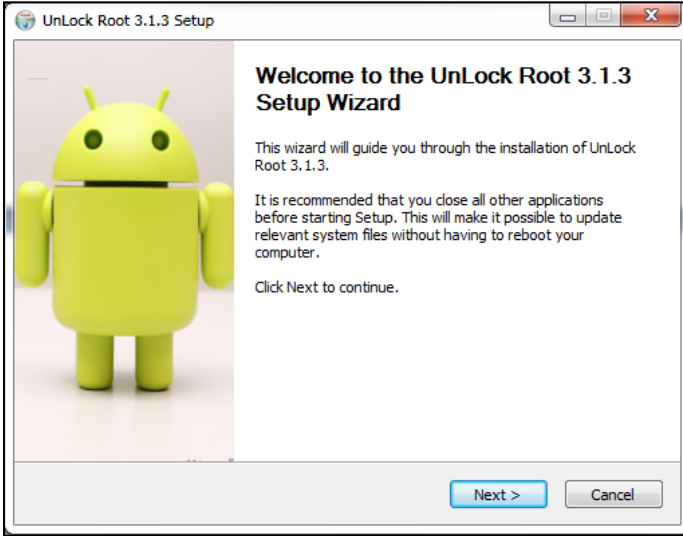 UnLock Root 3.1.3 Setup
Welcome to the UnLock Root 3.1.3
Setup Wizard
This wizard will guide you through the installation of UnLock
Root 3.1.3.
It is recommended that you close all other applications
before starting Setup. This will make it possible to update
relevant system files without having to reboot your
computer.
Click Next to continue.
Next >
Cancel